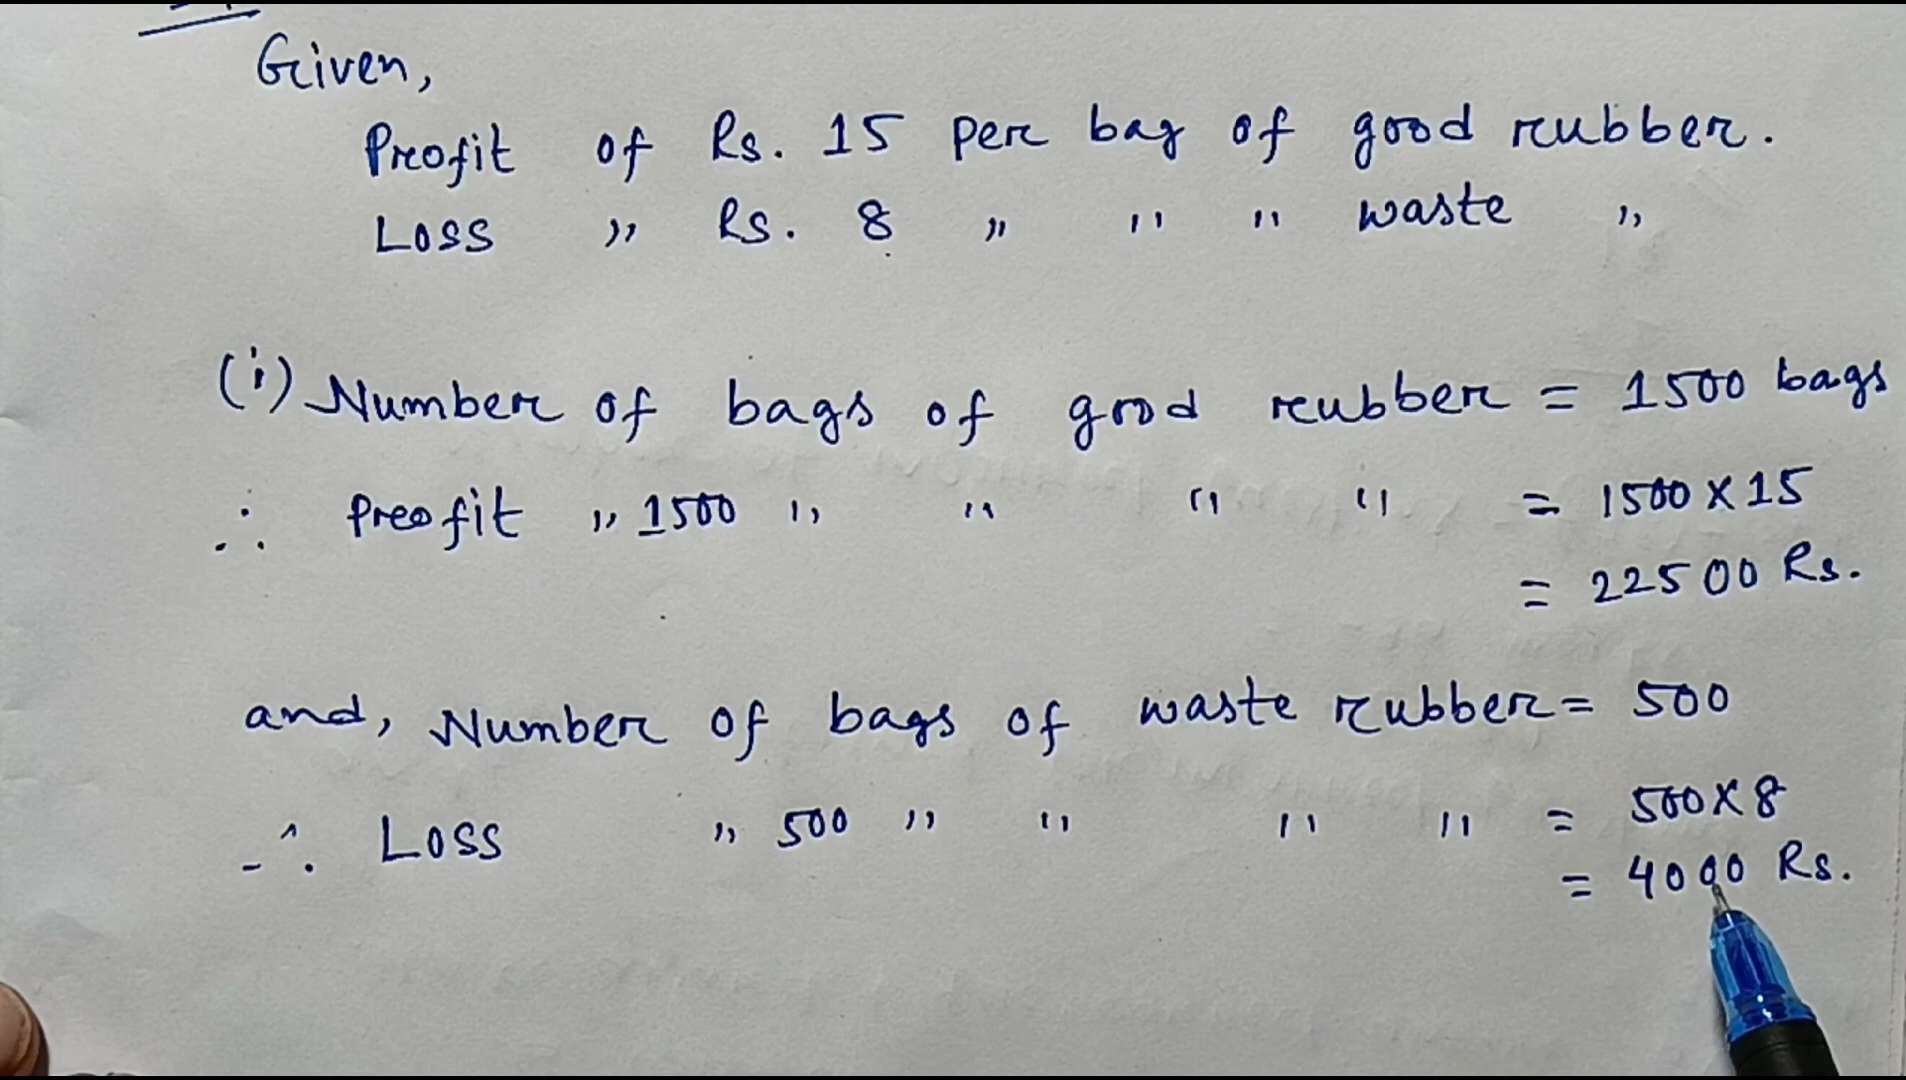 Given,
Profit of Rs. 15 per bag of good rubber.
Loss " Rs. 8 " " " waste "
(i) Number of bags of good rubber = 1500 bags
∴ Profit " 1500 " " " " = 1500 × 15
= 22500 Rs.
and, Number of bags of waste rubber = 500
∴ Loss " 500 " " " " = 500 × 8
= 4000 Rs.